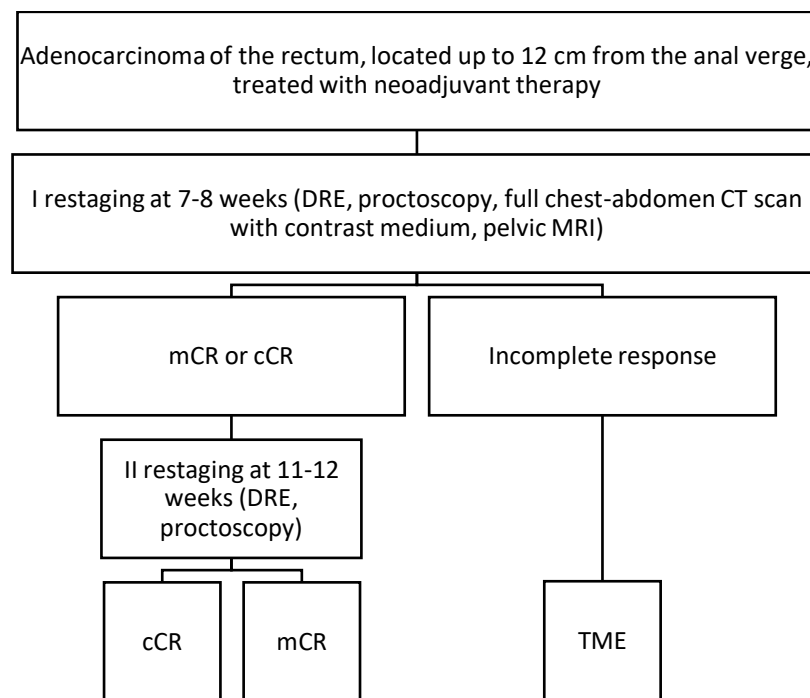 Adenocarcinoma of the rectum, located up to 12 cm from the anal verge,
treated with neoadjuvant therapy
I restaging at 7-8 weeks (DRE, proctoscopy, full chest-abdomen CT scan
with contrast medium, pelvic MRI)
mCR or cCR
Incomplete response
II restaging at 11-12
weeks (DRE,
proctoscopy)
cCR
mCR
TME